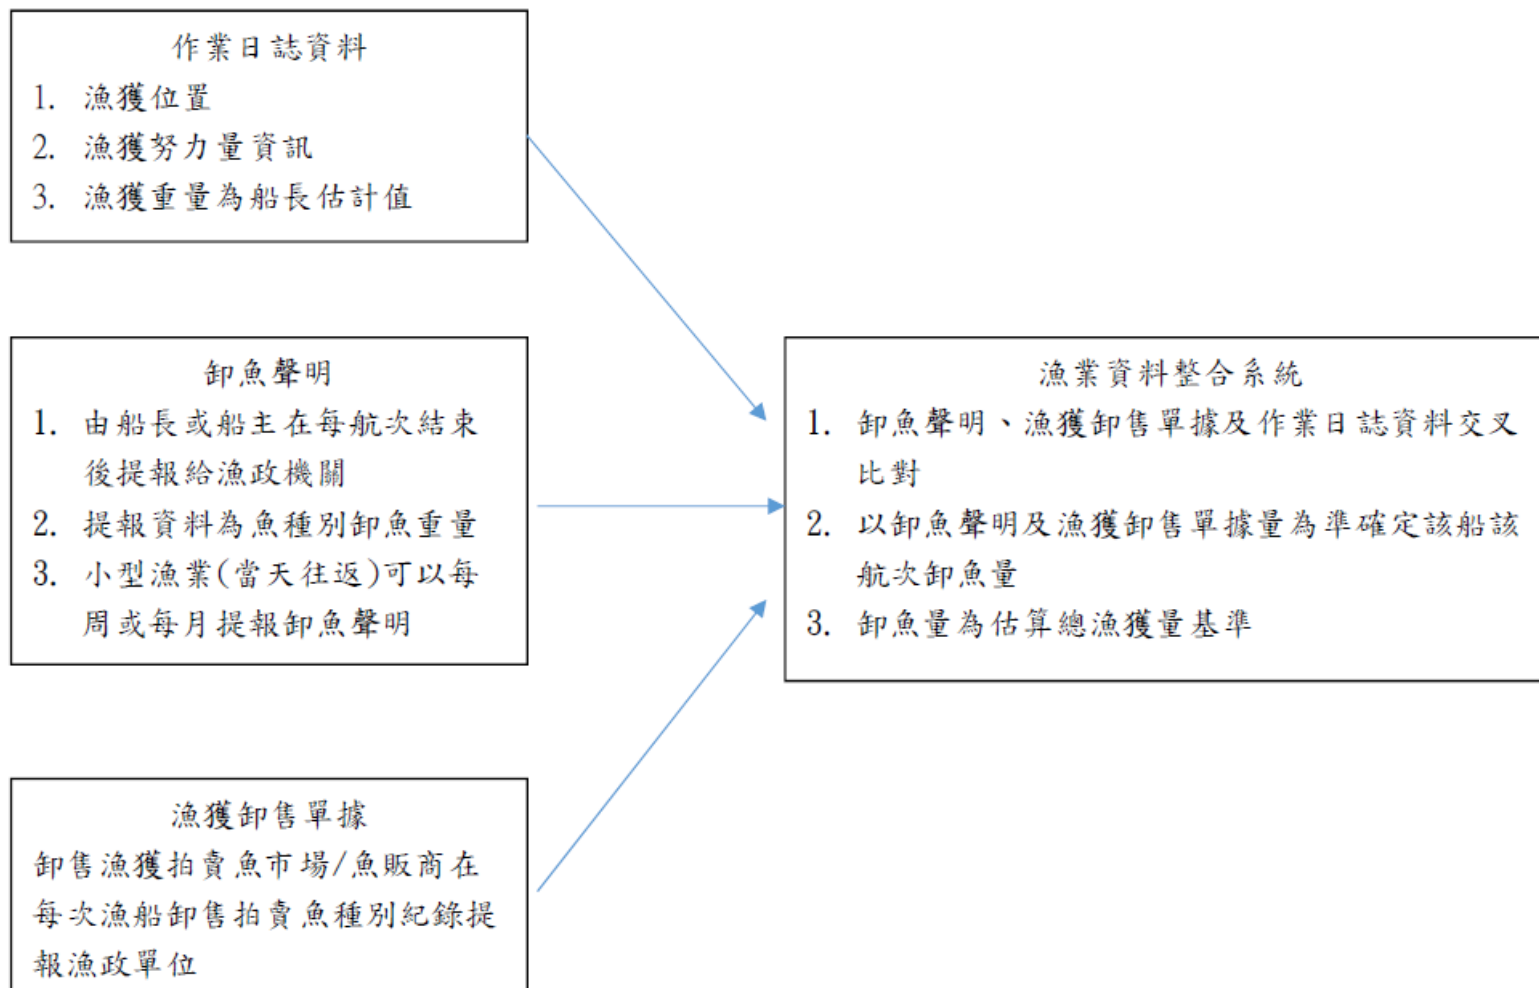 作業日誌資料
1. 漁獲位置
2. 漁獲努力量資訊
3. 漁獲重量為船長估計值
卸魚聲明
1. 由船長或船主在每航次結束
後提報給漁政機關
2. 提報資料為魚種別卸魚重量
3. 小型漁業(當天往返)可以每
周或每月提報卸魚聲明
漁獲卸售單據
卸售漁獲拍賣魚市場/魚販商在
每次漁船卸售拍賣魚種別紀錄提
報漁政單位
漁業資料整合系統
1. 卸魚聲明、漁獲卸售單據及作業日誌資料交叉
比對
2. 以卸魚聲明及漁獲卸售單據量為準確定該船該
航次卸魚量
3. 卸魚量為估算總漁獲量基準